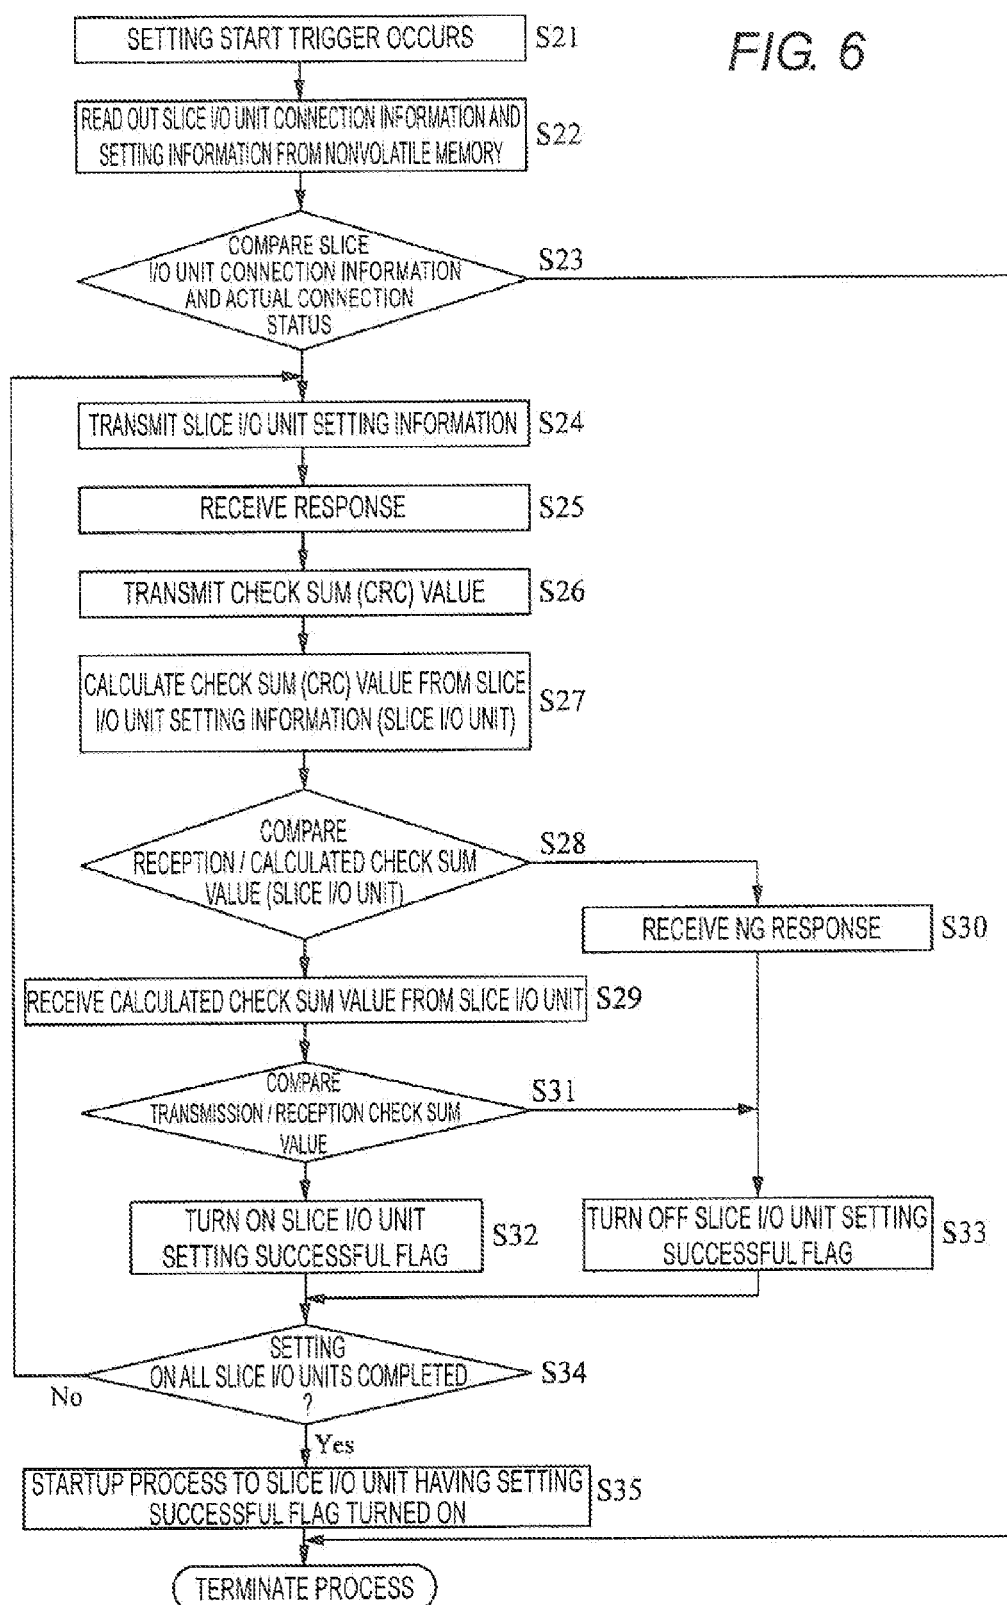 FIG. 6
SETTING START TRIGGER OCCURS
S21
READ OUT SLICE I/O UNIT CONNECTION INFORMATION AND
SETTING INFORMATION FROM NONVOLATILE MEMORY
S22
COMPARE SLICE
I/O UNIT CONNECTION INFORMATION
AND ACTUAL CONNECTION
STATUS
S23
TRANSMIT SLICE I/O UNIT SETTING INFORMATION
S24
RECEIVE RESPONSE
S25
TRANSMIT CHECK SUM (CRC) VALUE
S26
CALCULATE CHECK SUM (CRC) VALUE FROM SLICE
I/O UNIT SETTING INFORMATION (SLICE I/O UNIT)
S27
COMPARE
RECEPTION / CALCULATED CHECK SUM
VALUE (SLICE I/O UNIT)
S28
RECEIVE NG RESPONSE
S30
RECEIVE CALCULATED CHECK SUM VALUE FROM SLICE I/O UNIT
S29
COMPARE
TRANSMISSION / RECEPTION CHECK SUM
VALUE
S31
TURN ON SLICE I/O UNIT
SETTING SUCCESSFUL FLAG
S32
TURN OFF SLICE I/O UNIT SETTING
SUCCESSFUL FLAG
S33
SETTING
ON ALL SLICE I/O UNITS COMPLETED
?
S34
No
Yes
STARTUP PROCESS TO SLICE I/O UNIT HAVING SETTING
SUCCESSFUL FLAG TURNED ON
S35
TERMINATE PROCESS